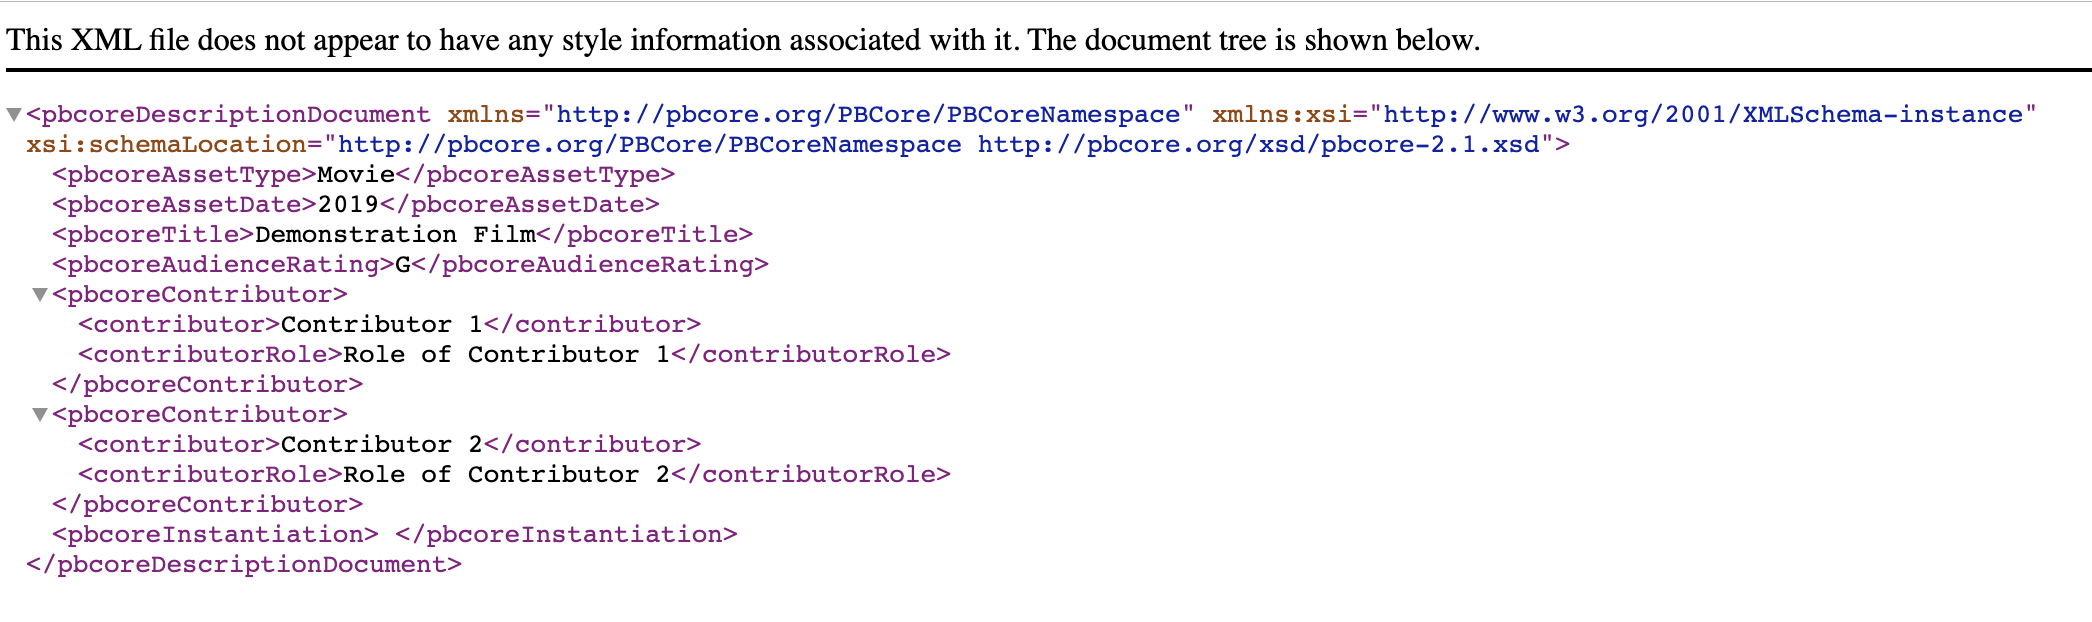 This XML file does not appear to have any style information associated with it. The document tree is shown below.
<pbcoreDescriptionDocument xmlns="http://pbcore.org/PBCore/PBCoreNamespace" xmlns:xsi="http://www.w3.org/2001/XMLSchema-instance"
xsi:schemaLocation="http://pbcore.org/PBCore/PBCoreNamespace http://pbcore.org/xsd/pbcore-2.1.xsd">
<pbcoreAssetType>Movie</pbcoreAssetType>
<pbcoreAssetDate>2019</pbcoreAssetDate>
<pbcoreTitle>Demonstration Film</pbcoreTitle>
<pbcoreAudienceRating>G</pbcoreAudienceRating>
<pbcoreContributor>
<contributor>Contributor 1</contributor>
<contributorRole>Role of Contributor 1</contributorRole>
</pbcoreContributor>
<pbcoreContributor>
<contributor>Contributor 2</contributor>
<contributorRole>Role of Contributor 2</contributorRole>
</pbcoreContributor>
<pbcoreInstantiation> </pbcoreInstantiation>
</pbcoreDescriptionDocument>